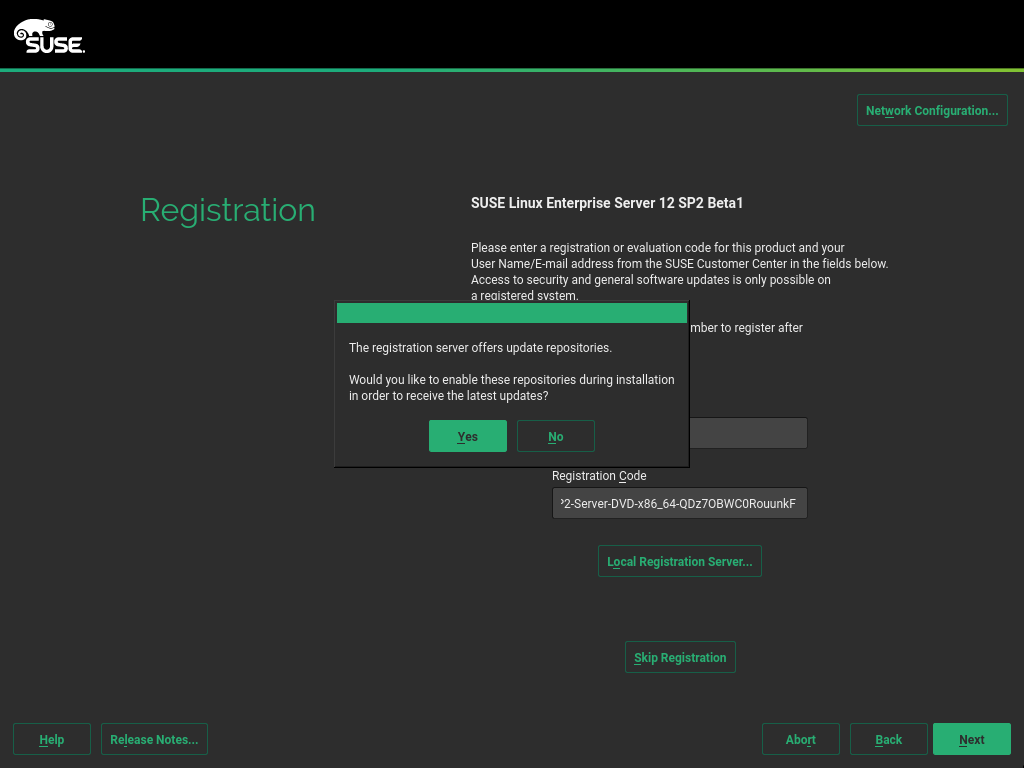 SUSE.
Network Configuration...
Registration
SUSE Linux Enterprise Server 12 SP2 Beta1
Please enter a registration or evaluation code for this product and your
User Name/E-mail address from the SUSE Customer Center in the fields below.
Access to security and general software updates is only possible on
a registered system.
to register after
The registration server offers update repositories.
Would you like to enable these repositories during installation
in order to receive the latest updates?
Yes
No
Registration Code
2-Server-DVD-x86_64-QDz7OBWC0RouunkF
Local Registration Server...
Skip Registration
Help
Release Notes...
Abort
Back
Next